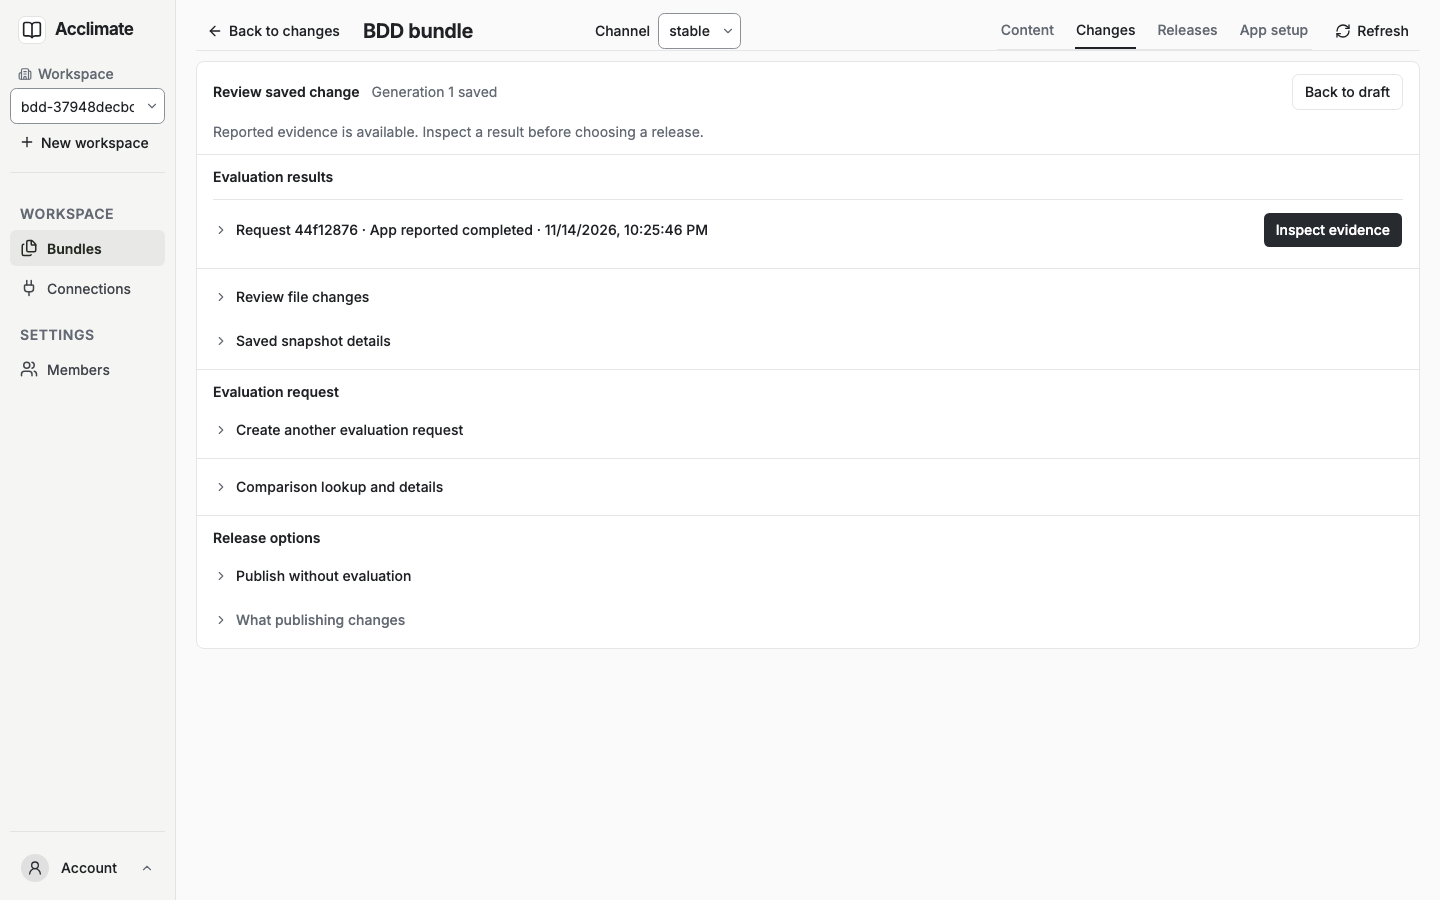 Acclimate
Workspace
bdd-37948decbc
New workspace
WORKSPACE
Bundles
Connections
SETTINGS
Members
Account
Back to changes
BDD bundle
Channel
stable
Content
Changes
Releases
App setup
Refresh
Review saved change
Generation 1 saved
Back to draft
Reported evidence is available. Inspect a result before choosing a release.
Evaluation results
Request 44f12876 · App reported completed · 11/14/2026, 10:25:46 PM
Inspect evidence
Review file changes
Saved snapshot details
Evaluation request
Create another evaluation request
Comparison lookup and details
Release options
Publish without evaluation
What publishing changes